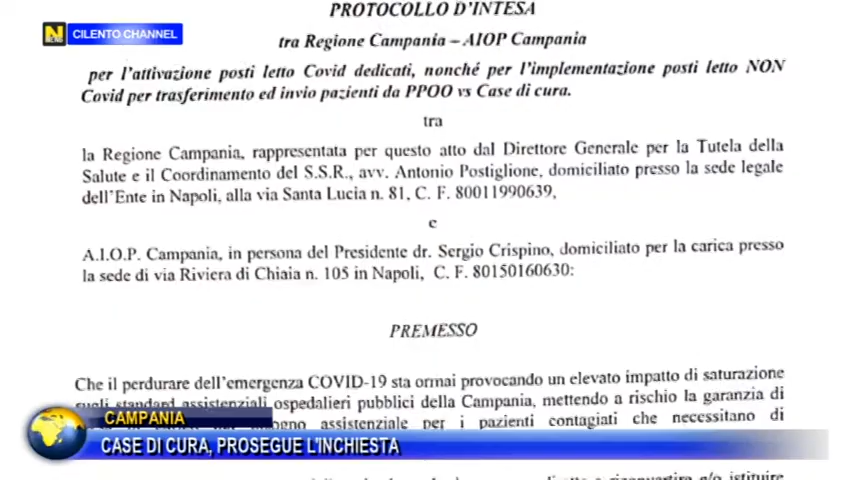 PROTOCOLLO D'INTESA
N
CILENTO CHANNEL
tra Regione Campania – AIOP Campania
per l'attivazione posti letto Covid dedicati, nonché per l'implementazione posti letto NON
Covid per trasferimento ed invio pazienti da PPOO vs Case di cura.
tra
la Regione Campania, rappresentata per questo atto dal Direttore Generale per la Tutela della
Salute e il Coordinamento del S.S.R., avv. Antonio Postiglione, domiciliato presso la sede legale
dell'Ente in Napoli, alla via Santa Lucia n. 81, C. F. 80011990639,
e
A.I.O.P. Campania, in persona del Presidente dr. Sergio Crispino, domiciliato per la carica presso
la sede di via Riviera di Chiaia n. 105 in Napoli, C. F. 80150160630:
PREMESSO
Che il perdurare dell'emergenza COVID-19 sta ormai provocando un elevato impatto di saturazione
sugli standard assistenziali ospedalieri pubblici della Campania, mettendo a rischio la garanzia di
assistenziale per i pazienti contagiati che necessitano di
CAMPANIA
CASE DI CURA, PROSEGUE L'INCHIESTA